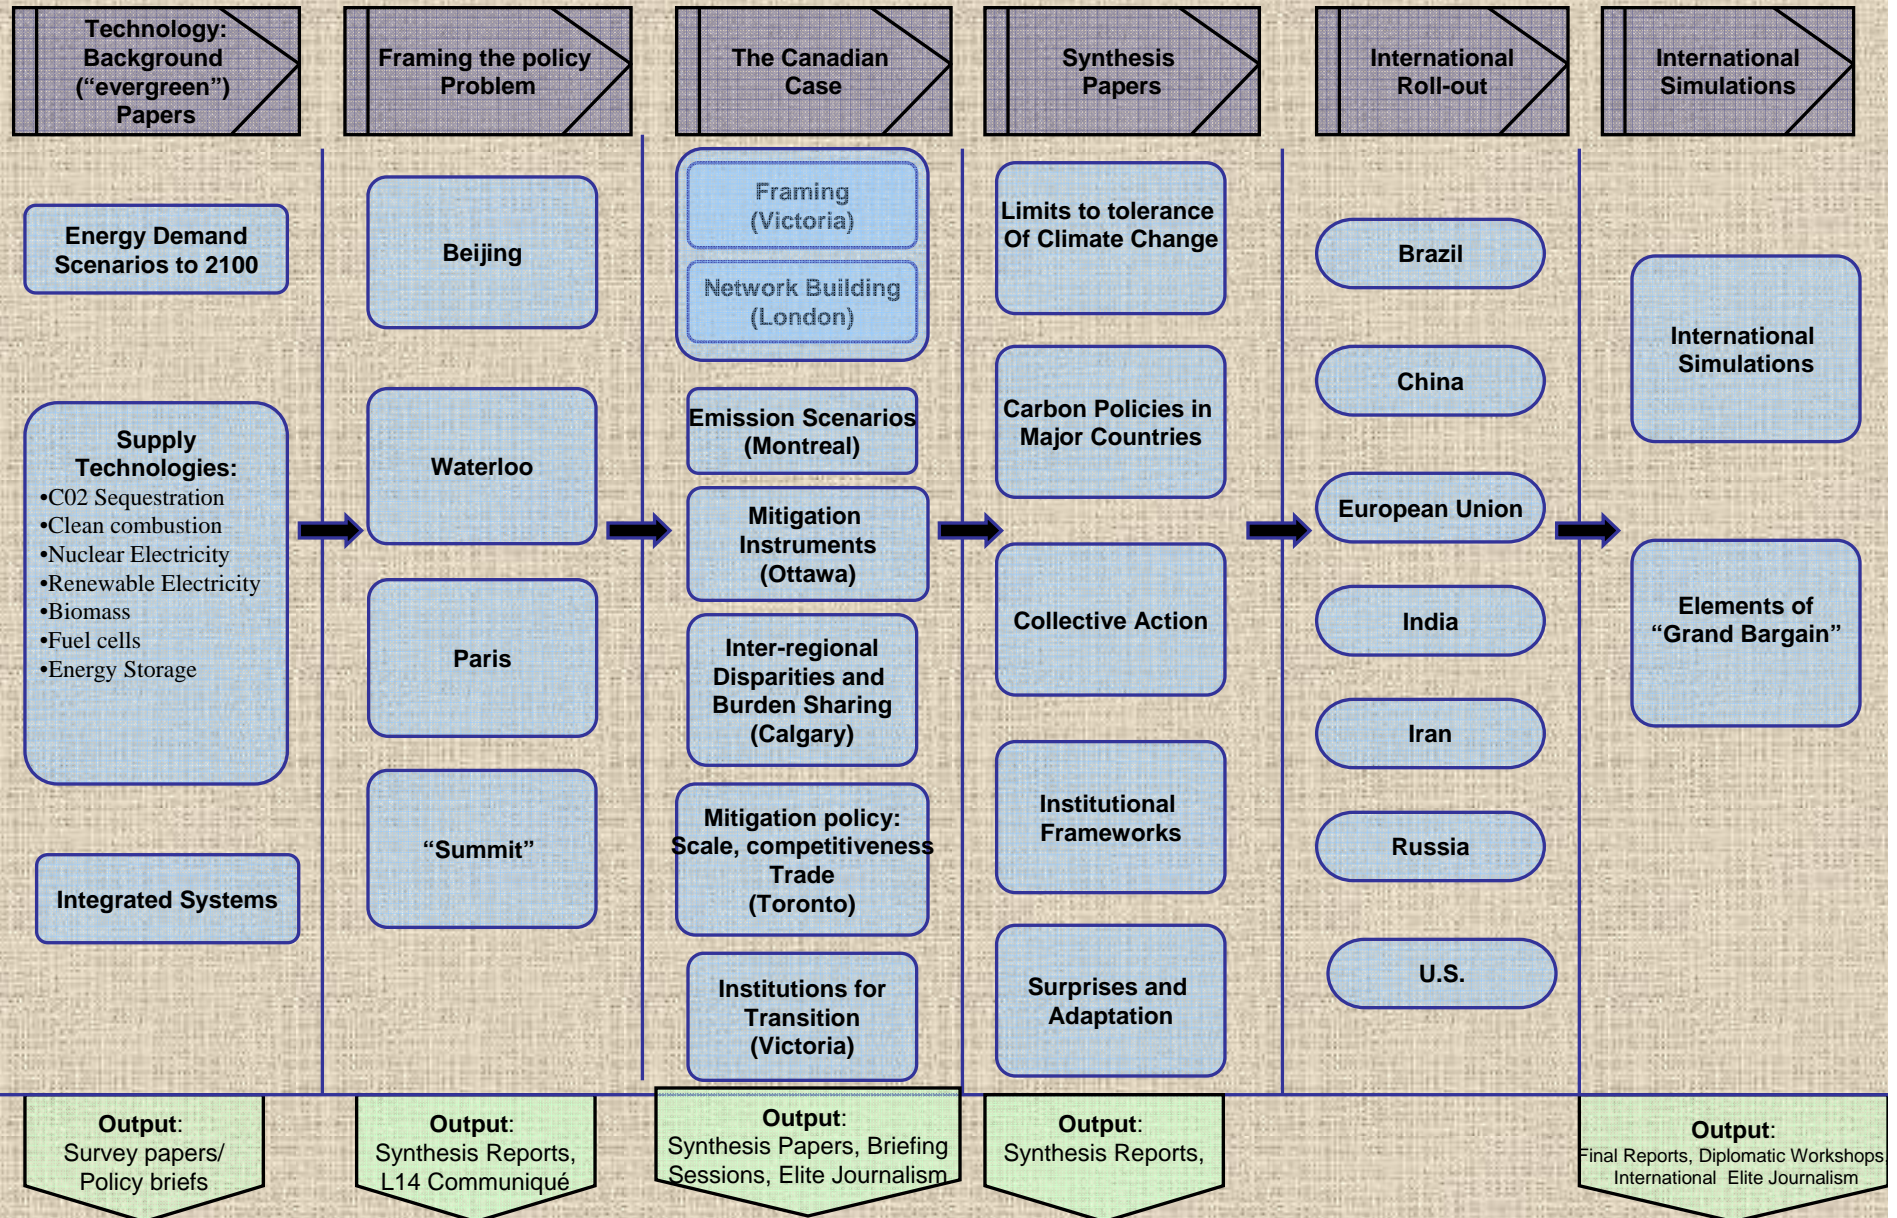 Technology:
Background
(“evergreen”)
Papers
Framing the policy
Problem
The Canadian
Case
Synthesis
Papers
International
Roll-out
International
Simulations
Energy Demand
Scenarios to 2100
Supply
Technologies:
•C02 Sequestration
•Clean combustion
•Nuclear Electricity
•Renewable Electricity
•Biomass
•Fuel cells
•Energy Storage
Integrated Systems
Beijing
Waterloo
Paris
“Summit”
Framing
(Victoria)
Network Building
(London)
Emission Scenarios
(Montreal)
Mitigation
Instruments
(Ottawa)
Inter-regional
Disparities and
Burden Sharing
(Calgary)
Mitigation policy:
Scale, competitiveness
Trade
(Toronto)
Institutions for
Transition
(Victoria)
Limits to tolerance
Of Climate Change
Carbon Policies in
Major Countries
Collective Action
Institutional
Frameworks
Surprises and
Adaptation
Brazil
China
European Union
India
Iran
Russia
U.S.
International
Simulations
Elements of
“Grand Bargain”
Output:
Survey papers/
Policy briefs
Output:
Synthesis Reports,
L14 Communiqué
Output:
Synthesis Papers, Briefing
Sessions, Elite Journalism
Output:
Synthesis Reports,
Output:
Final Reports, Diplomatic Workshops,
International Elite Journalism